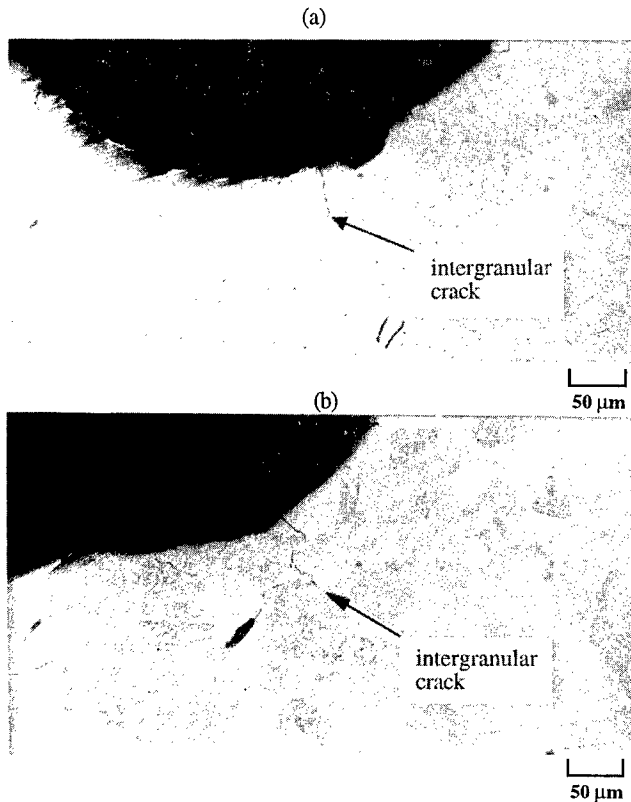 (a)
intergranular
crack
50 μm
(b)
intergranular
crack
50 μm